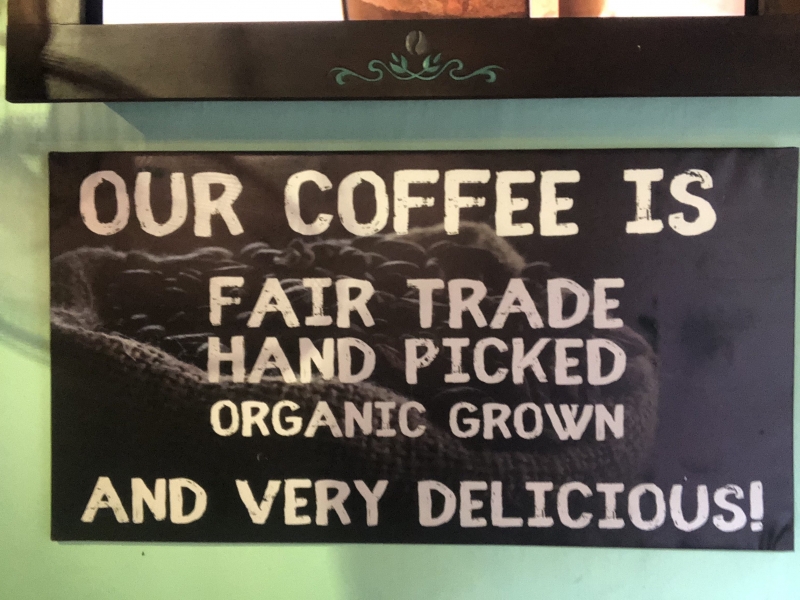 OUR COFFEE IS
FAIR TRADE
HAND PICKED
ORGANIC GROWN
AND VERY DELICIOUS!